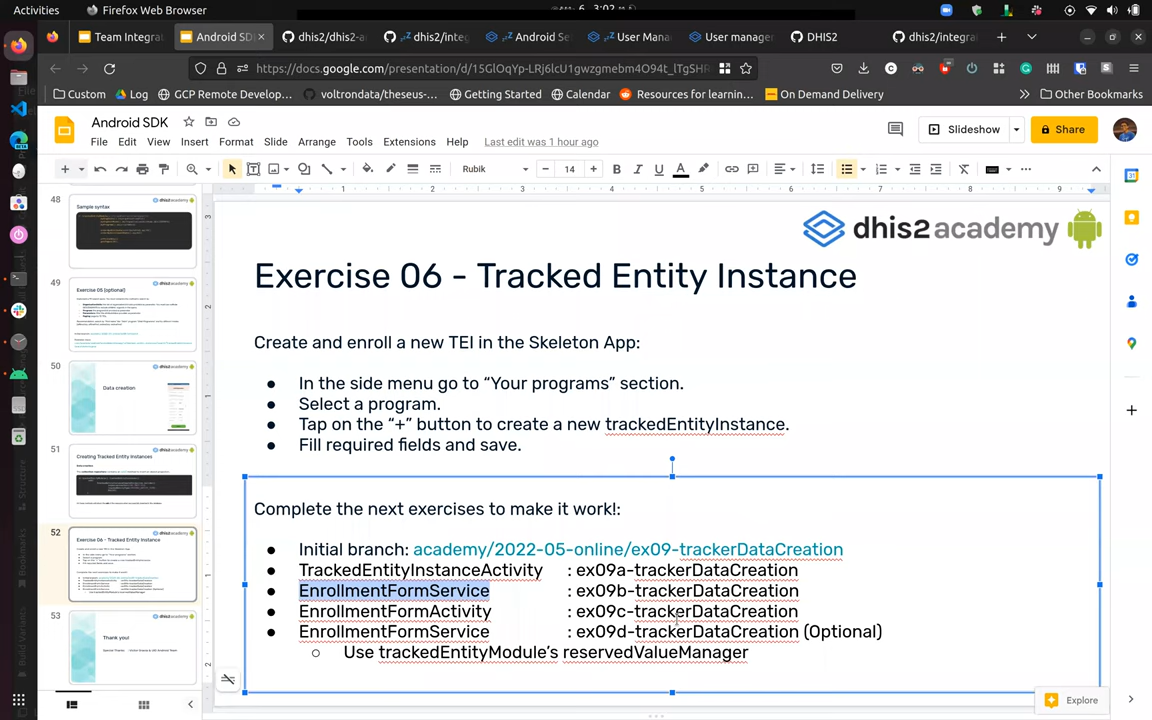 Activities
Firefox Web Browser
6 3:02
Team Integra
Android SD
dhis2/dhis2-a
dhis2/integ
Android Se
User Mana
User manage
DHIS2
dhis2/integra
https://docs.google.com/presentation/d/15GlOqYp-LRj6lcU1gwzgmebm4O94t_lTgSHR
Custom
Log
GCP Remote Develop...
voltrondata/theseus-...
Getting Started
Calendar
Resources for learnin...
On Demand Delivery
Other Bookmarks
Android SDK
File Edit View Insert Format Slide Arrange Tools Extensions Help Last edit was 1 hour ago
Slideshow
Share
Rubik
14
48
Sample syntax
49
Exercise 05 (optional)
50
Data creation
51
Creating Tracked Entity Instances
52
Exercise 06 - Tracked Entity Instance
53
Thank you!
dhis2academy
Exercise 06 - Tracked Entity Instance
Create and enroll a new TEI in the Skeleton App:
● In the side menu go to “Your programs” section.
● Select a program.
● Tap on the “+” button to create a new trackedEntityInstance.
● Fill required fields and save.
Complete the next exercises to make it work!:
● Initial branch: academy/2022-05-online/ex09-trackerDataCreation
● TrackedEntityInstanceActivity : ex09a-trackerDataCreation
● EnrollmentFormService : ex09b-trackerDataCreation
● EnrollmentFormActivity : ex09c-trackerDataCreation
● EnrollmentFormService : ex09d-trackerDataCreation (Optional)
○ Use trackedEntityModule’s reservedValueManager
Explore